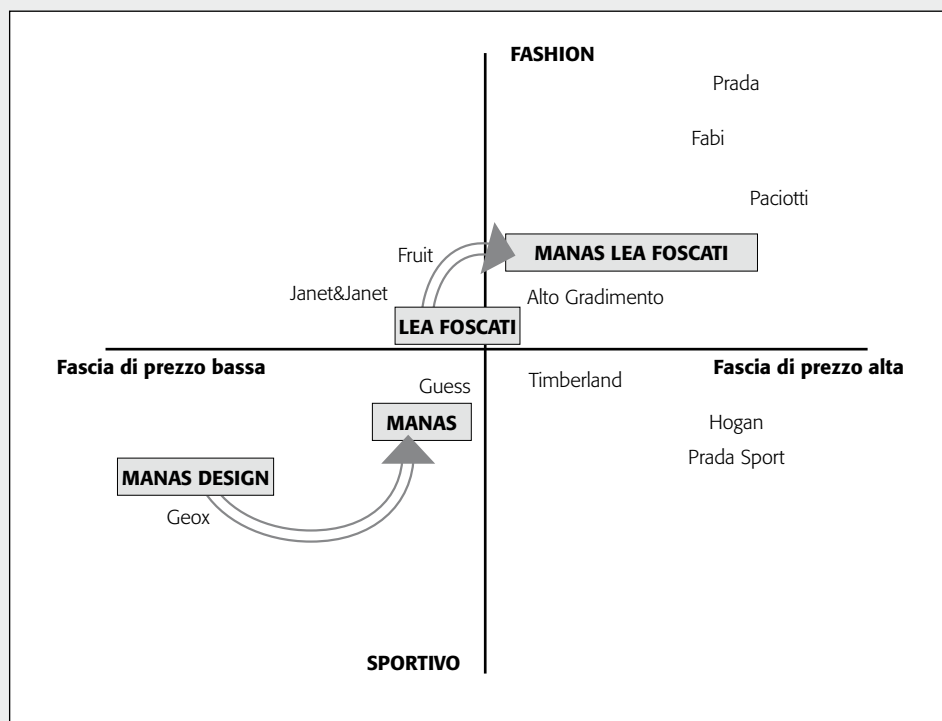 FASHION
Prada
Fabi
Paciotti
Fruit
MANAS LEA FOSCATI
Janet&Janet
Alto Gradimento
LEA FOSCATI
Fascia di prezzo bassa
Fascia di prezzo alta
Timberland
Guess
MANAS
Hogan
Prada Sport
MANAS DESIGN
Geox
SPORTIVO